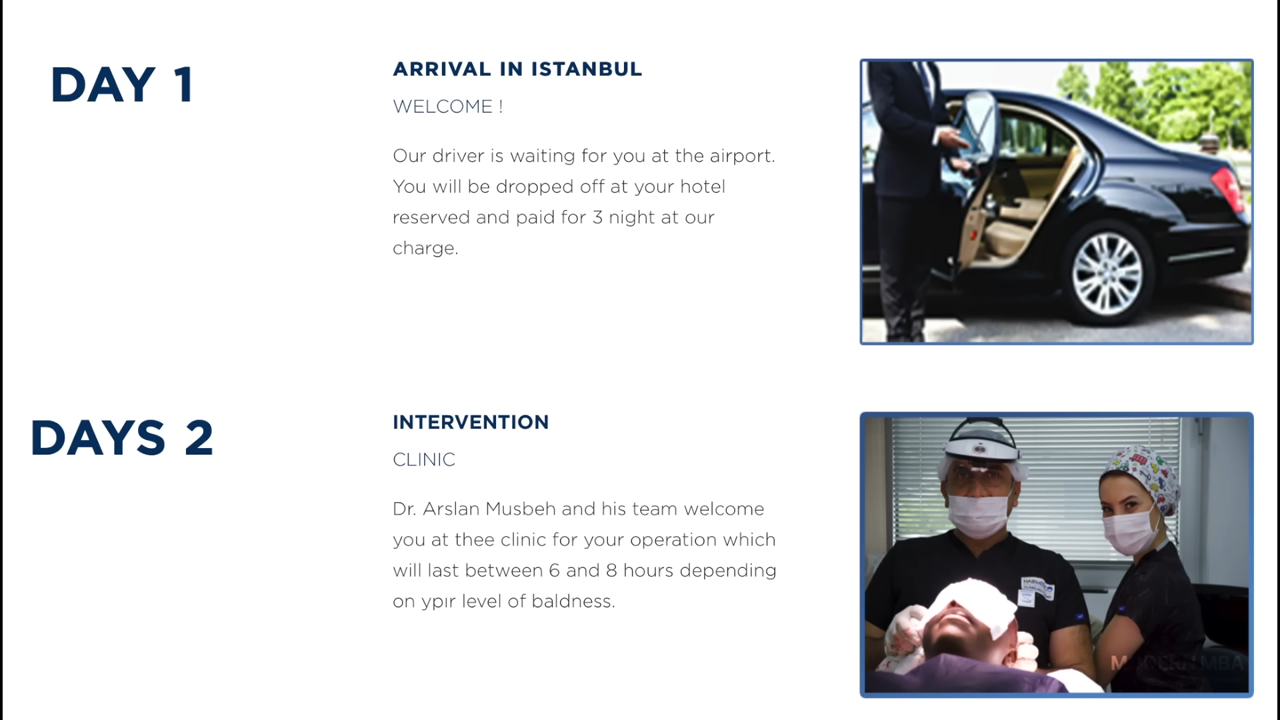 DAY 1
ARRIVAL IN ISTANBUL
WELCOME !
Our driver is waiting for you at the airport.
You will be dropped off at your hotel
reserved and paid for 3 night at our
charge.
DAYS 2
INTERVENTION
CLINIC
Dr. Arslan Musbeh and his team welcome
you at thee clinic for your operation which
will last between 6 and 8 hours depending
on ypır level of baldness.
MODERN MBA